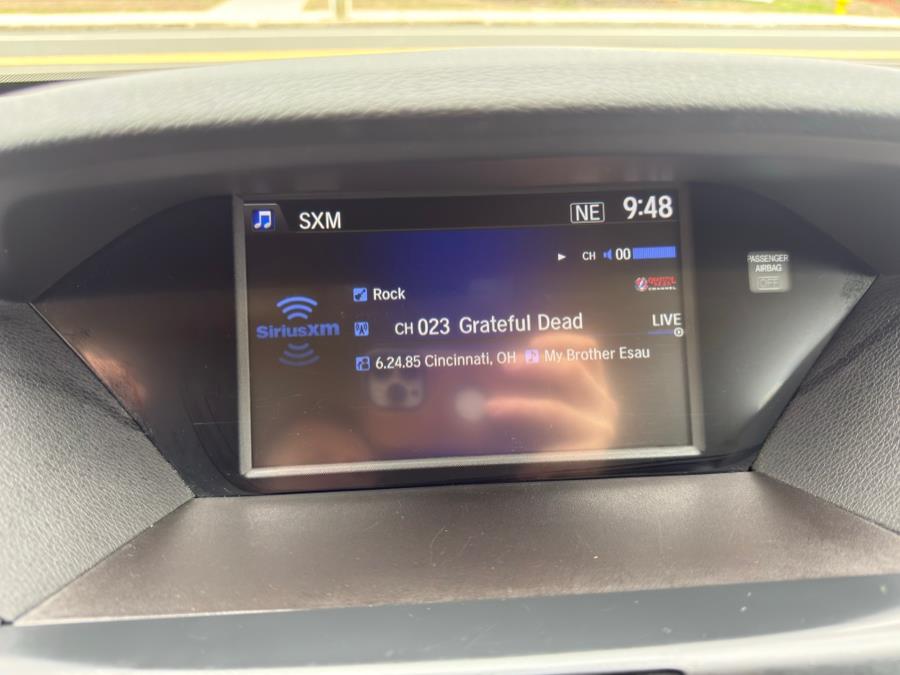 SXM NE 9:48
CH 00
PASSENGER
AIRBAG
OFF
Rock
SiriusXM
CH 023 Grateful Dead LIVE
6.24.85 Cincinnati, OH My Brother Esau
CHANNEL